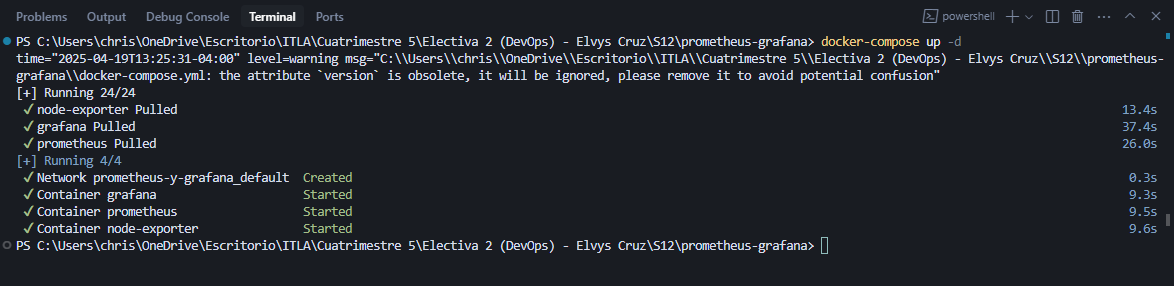 Problems Output Debug Console Terminal Ports powershell
PS C:\Users\chris\OneDrive\Escritorio\ITLA\Cuatrimestre 5\Electiva 2 (DevOps) - Elvys Cruz\S12\prometheus-grafana> docker-compose up -d
time="2025-04-19T13:25:31-04:00" level=warning msg="C:\\Users\\chris\\OneDrive\\Escritorio\\ITLA\\Cuatrimestre 5\\Electiva 2 (DevOps) - Elvys Cruz\\S12\\prometheus-
grafana\\docker-compose.yml: the attribute `version` is obsolete, it will be ignored, please remove it to avoid potential confusion"
[+] Running 24/24
✓ node-exporter Pulled 13.4s
✓ grafana Pulled 37.4s
✓ prometheus Pulled 26.0s
[+] Running 4/4
✓ Network prometheus-y-grafana_default Created 0.3s
✓ Container grafana Started 9.3s
✓ Container prometheus Started 9.5s
✓ Container node-exporter Started 9.6s
PS C:\Users\chris\OneDrive\Escritorio\ITLA\Cuatrimestre 5\Electiva 2 (DevOps) - Elvys Cruz\S12\prometheus-grafana>